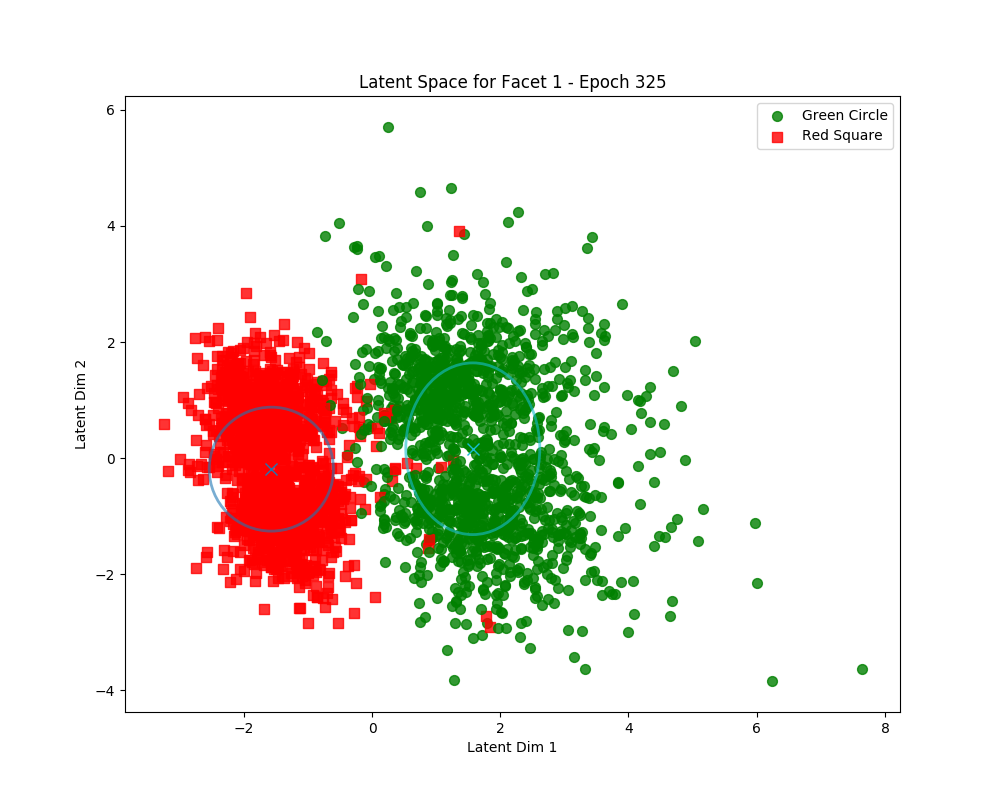 Latent Space for Facet 1 - Epoch 325
Green Circle
Red Square
6
4
2
0
−2
−4
Latent Dim 2
−2
0
2
4
6
8
Latent Dim 1